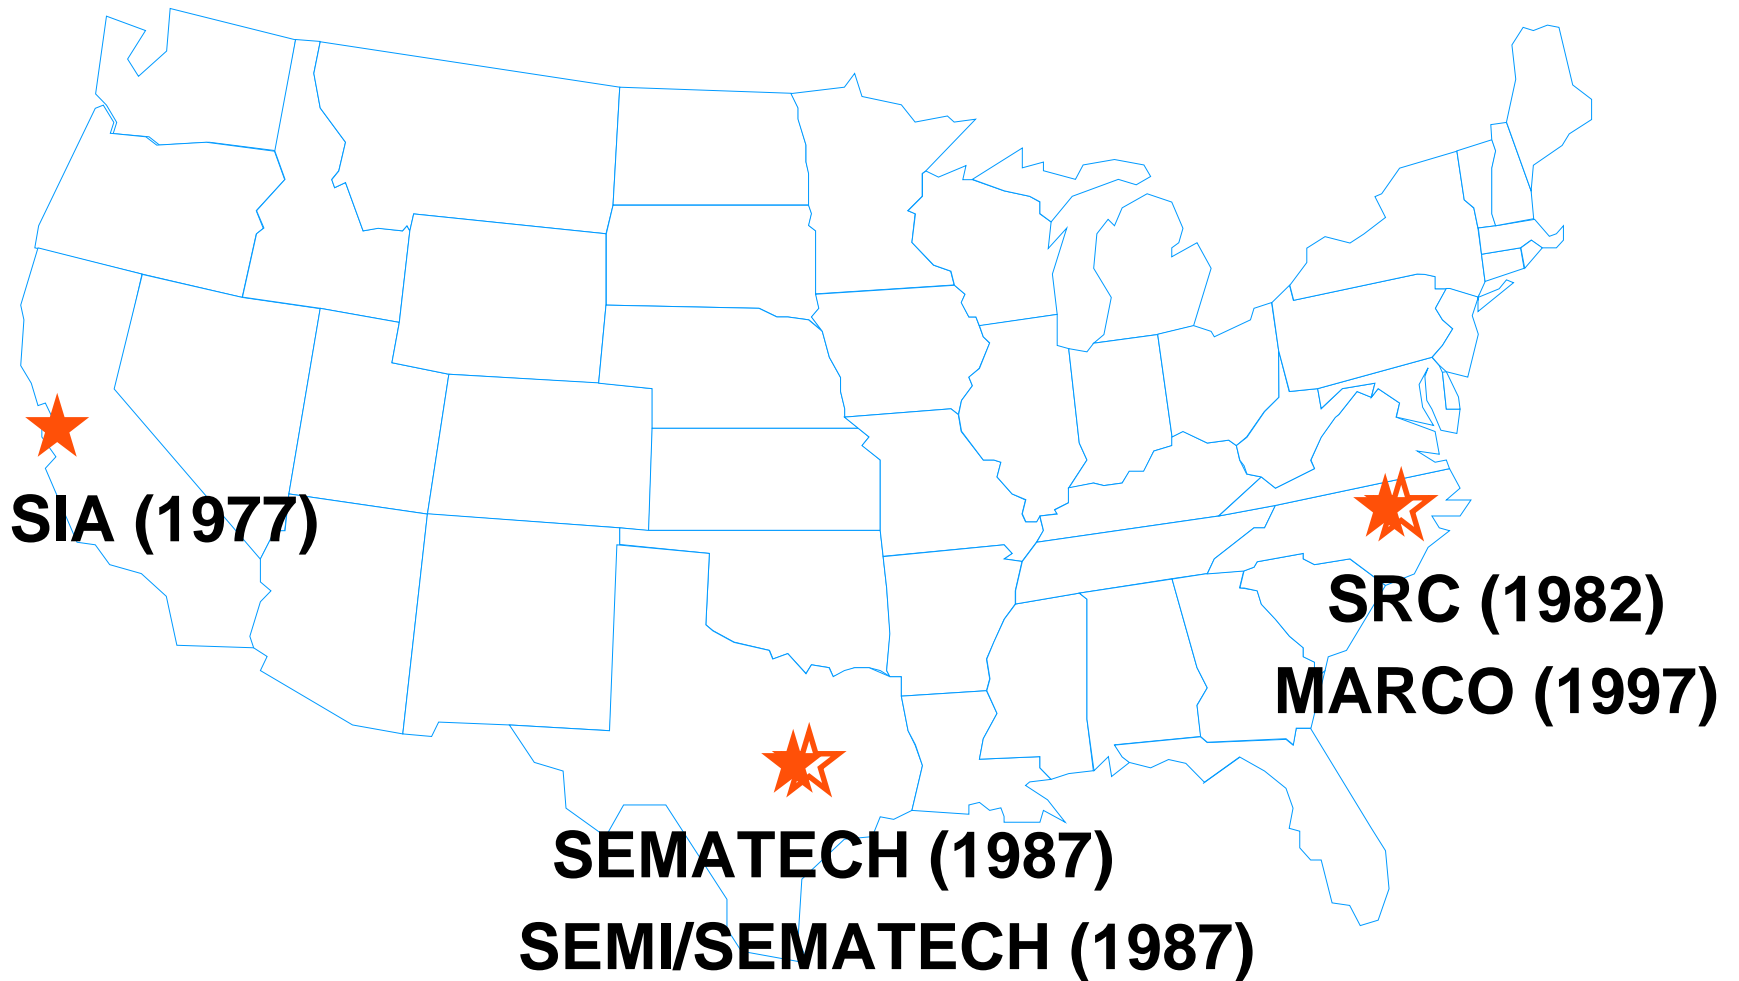 SIA (1977)
SRC (1982)
MARCO (1997)
SEMATECH (1987)
SEMI/SEMATECH (1987)